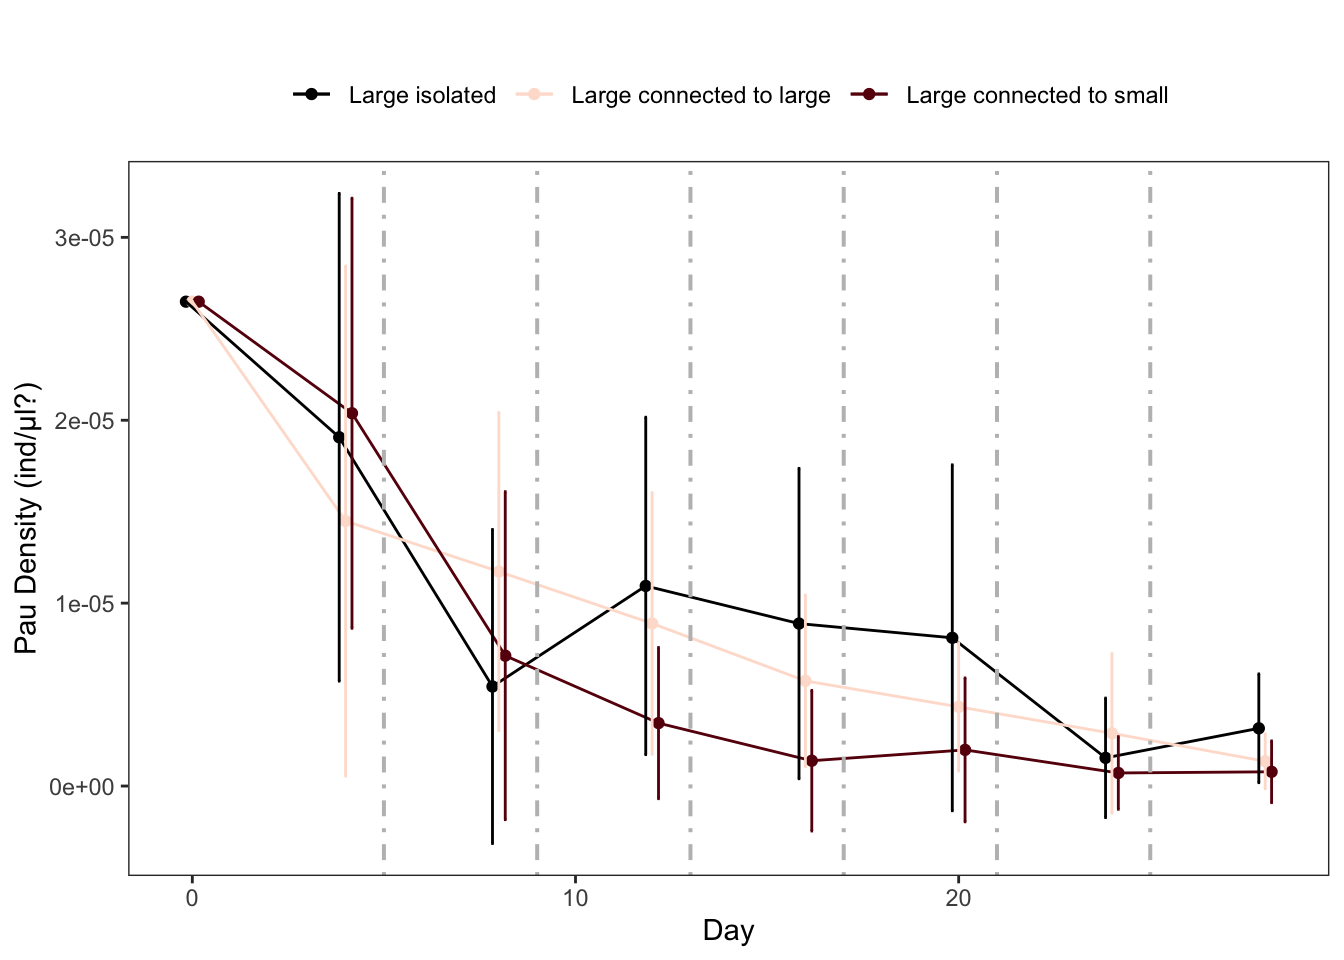 Large isolated Large connected to large Large connected to small
Pau Density (ind/µl?)
3e-05
2e-05
1e-05
0e+00
0 10 20
Day